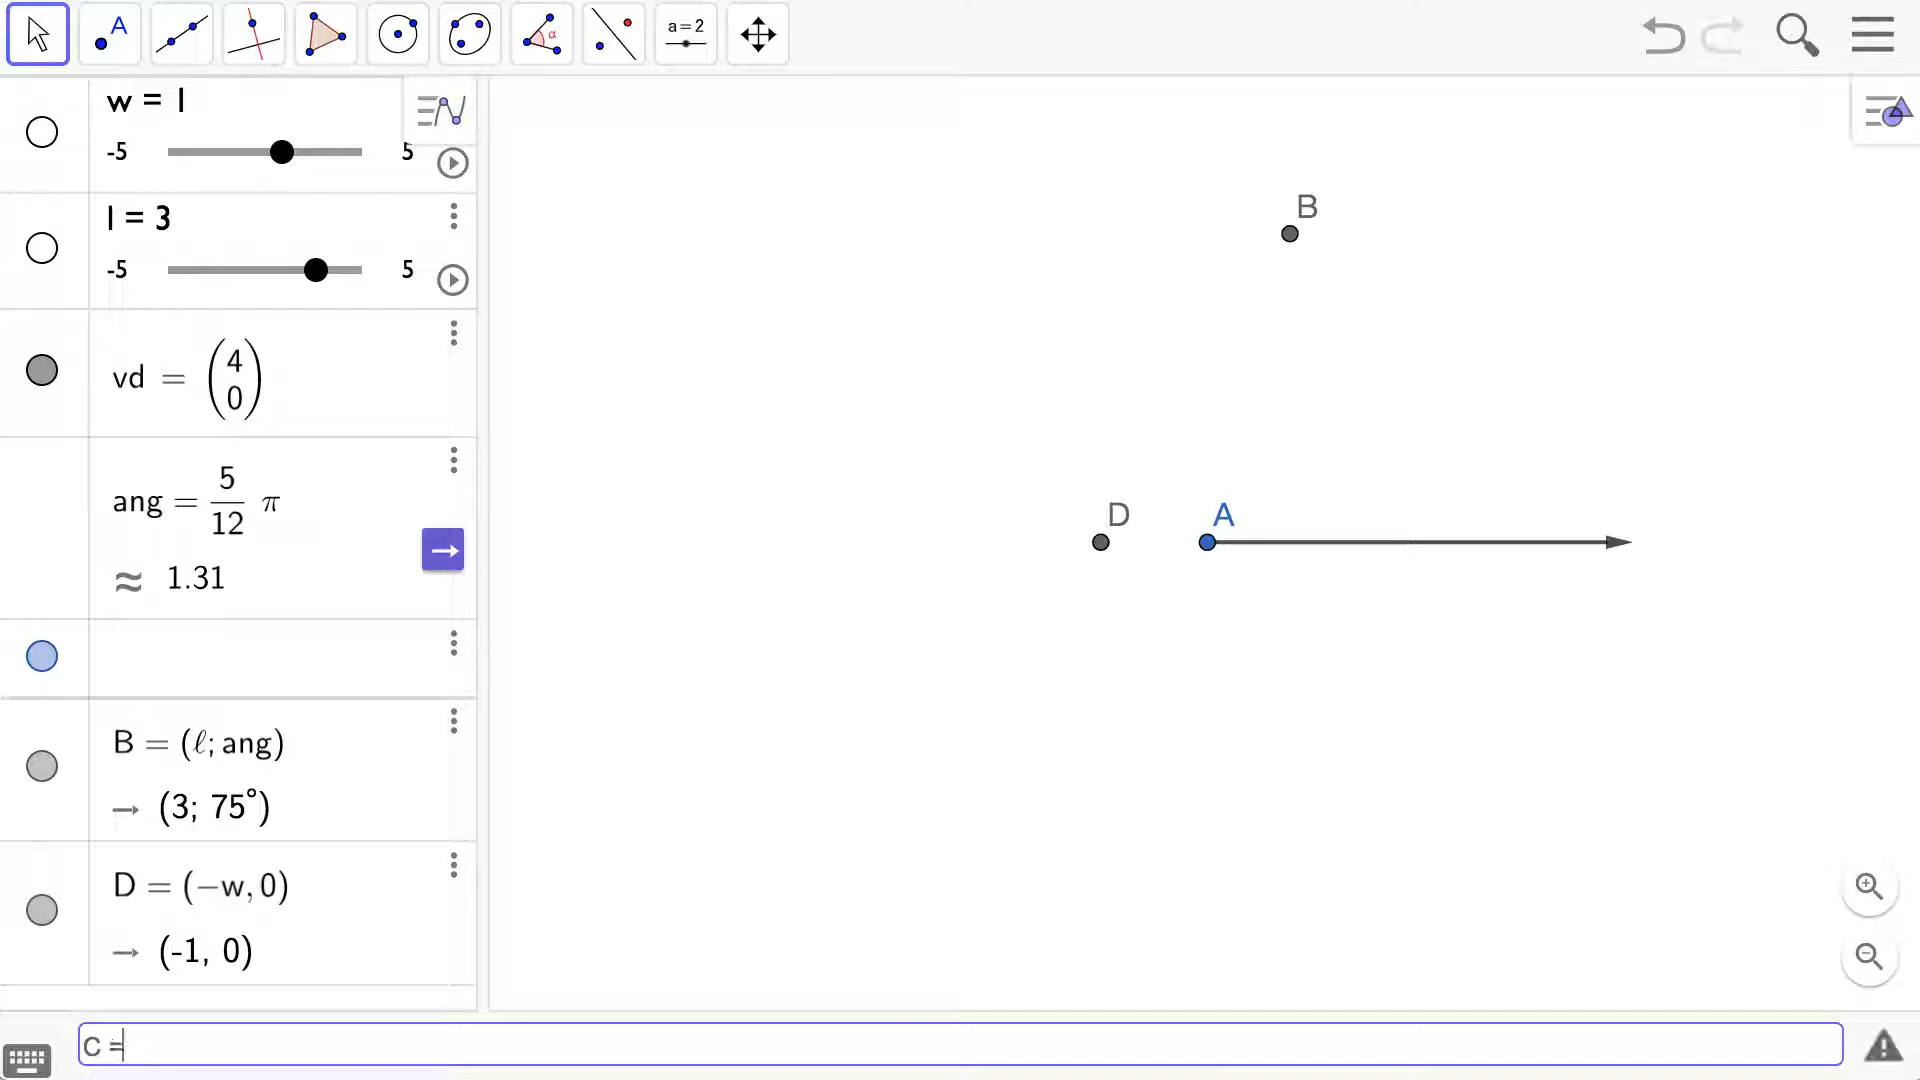 A
α
a=2
w = 1
-5 5
l = 3
-5 5
vd = (4 0)
ang = 5/12 π
≈ 1.31
B = (ℓ; ang)
→ (3; 75°)
D = (−w, 0)
→ (-1, 0)
B
D A
C =